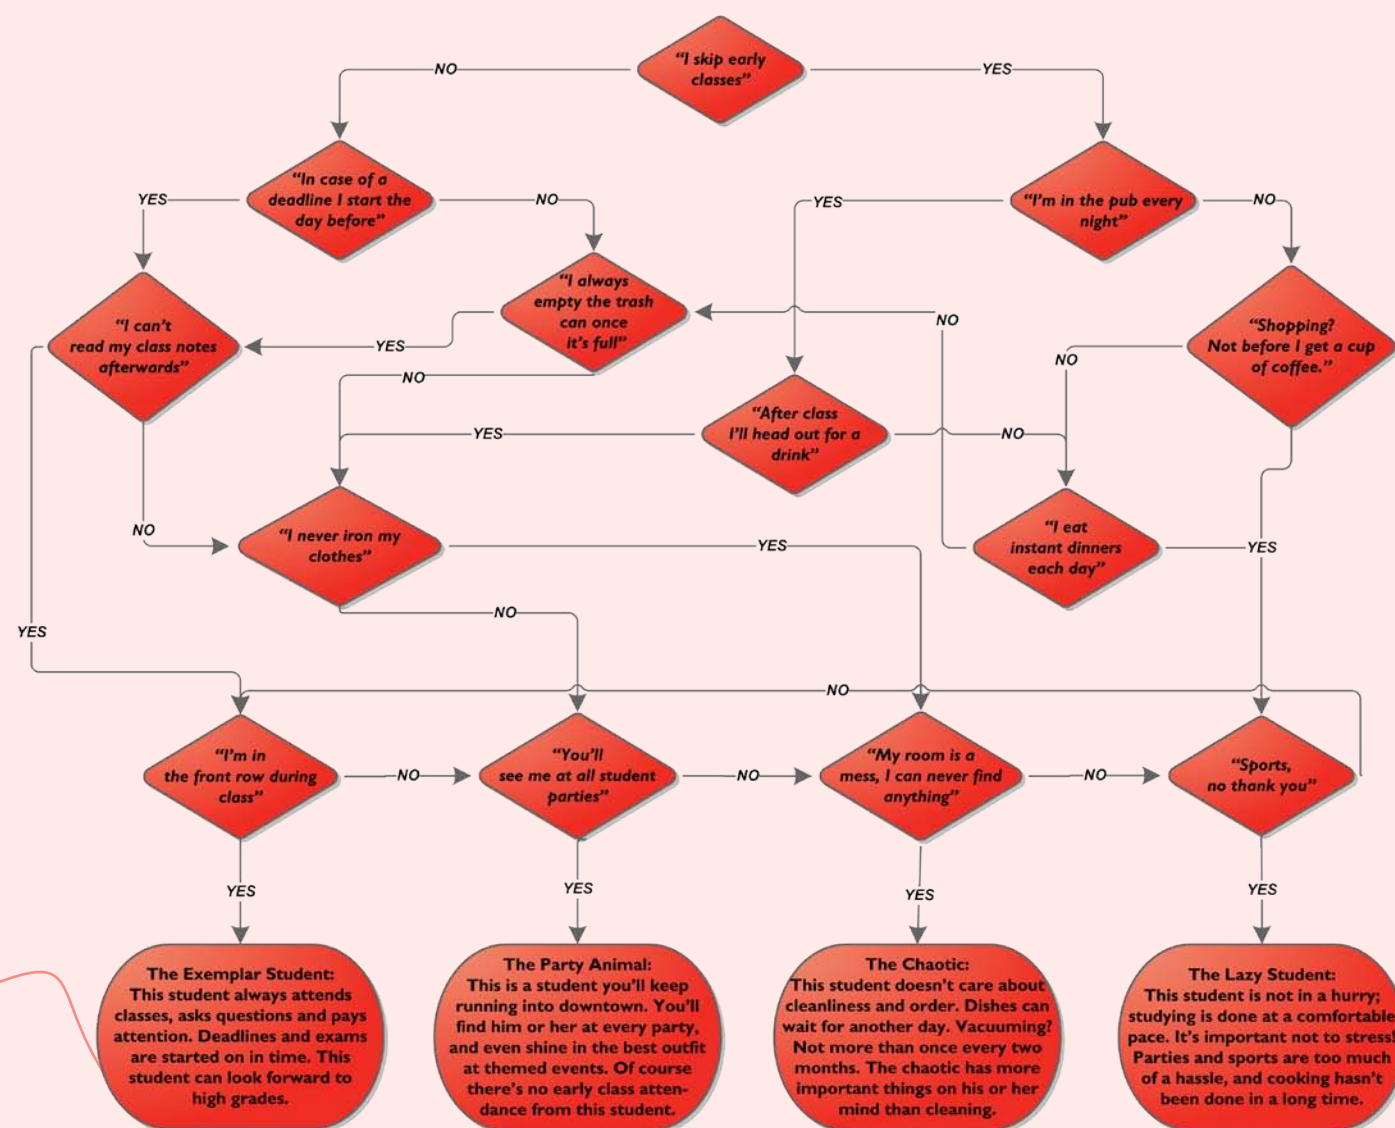 “I skip early
classes”
NO
YES
“In case of a
deadline I start the
day before”
YES
NO
“I’m in the pub every
night”
YES
NO
“I always
empty the trash
can once
it’s full”
YES
NO
“I can’t
read my class notes
afterwards”
NO
YES
“Shopping?
Not before I get a cup
of coffee.”
NO
“After class
I’ll head out for a
drink”
YES
NO
“I eat
instant dinners
each day”
NO
YES
“I never iron my
clothes”
YES
NO
NO
“I’m in
the front row during
class”
NO
YES
“You’ll
see me at all student
parties”
NO
YES
“My room is a
mess, I can never find
anything”
NO
YES
“Sports,
no thank you”
YES
The Exemplar Student:
This student always attends
classes, asks questions and pays
attention. Deadlines and exams
are started on in time. This
student can look forward to
high grades.
The Party Animal:
This is a student you’ll keep
running into downtown. You’ll
find him or her at every party,
and even shine in the best outfit
at themed events. Of course
there’s no early class atten-
dance from this student.
The Chaotic:
This student doesn’t care about
cleanliness and order. Dishes can
wait for another day. Vacuuming?
Not more than once every two
months. The chaotic has more
important things on his or her
mind than cleaning.
The Lazy Student:
This student is not in a hurry;
studying is done at a comfortable
pace. It’s important not to stress!
Parties and sports are too much
of a hassle, and cooking hasn’t
been done in a long time.